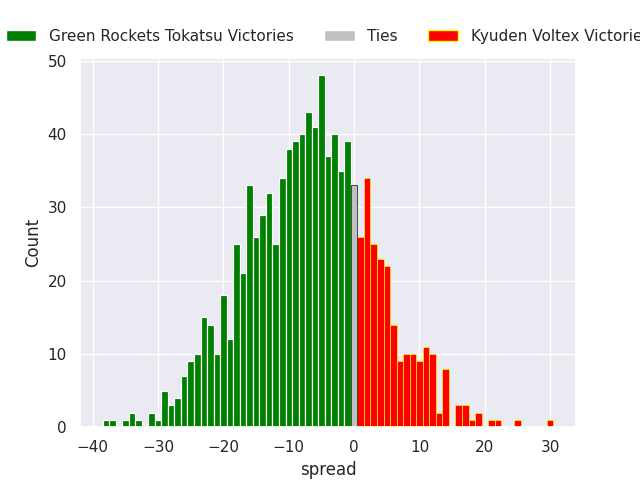 Green Rockets Tokatsu Victories Ties Kyuden Voltex Victorie
50
40
30
20
10
0
Count
−40 −30 −20 −10 0 10 20 30
spread